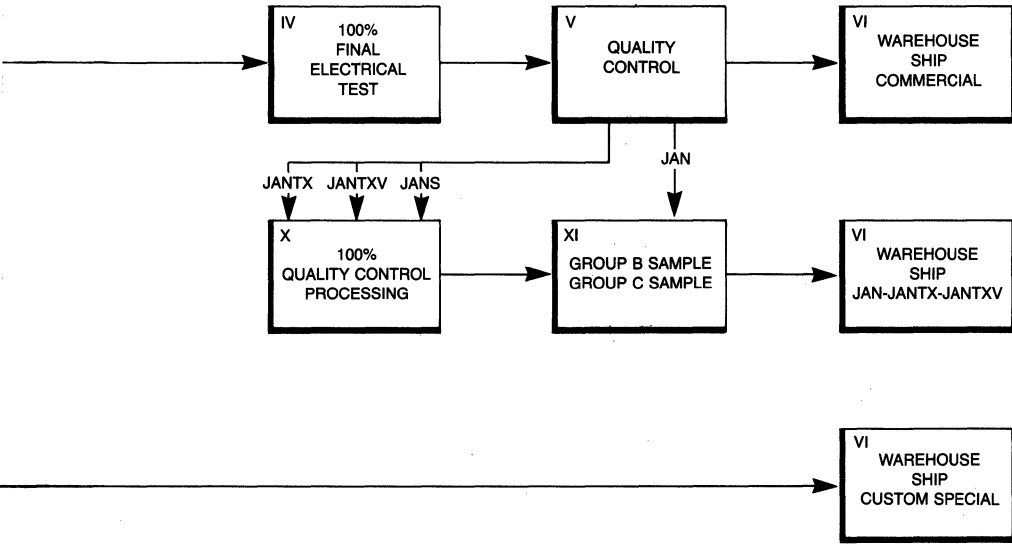 IV
100%
FINAL
ELECTRICAL
TEST
V
QUALITY
CONTROL
VI
WAREHOUSE
SHIP
COMMERCIAL
JANTX JANTXV JANS
JAN
X
100%
QUALITY CONTROL
PROCESSING
XI
GROUP B SAMPLE
GROUP C SAMPLE
VI
WAREHOUSE
SHIP
JAN-JANTX-JANTXV
VI
WAREHOUSE
SHIP
CUSTOM SPECIAL